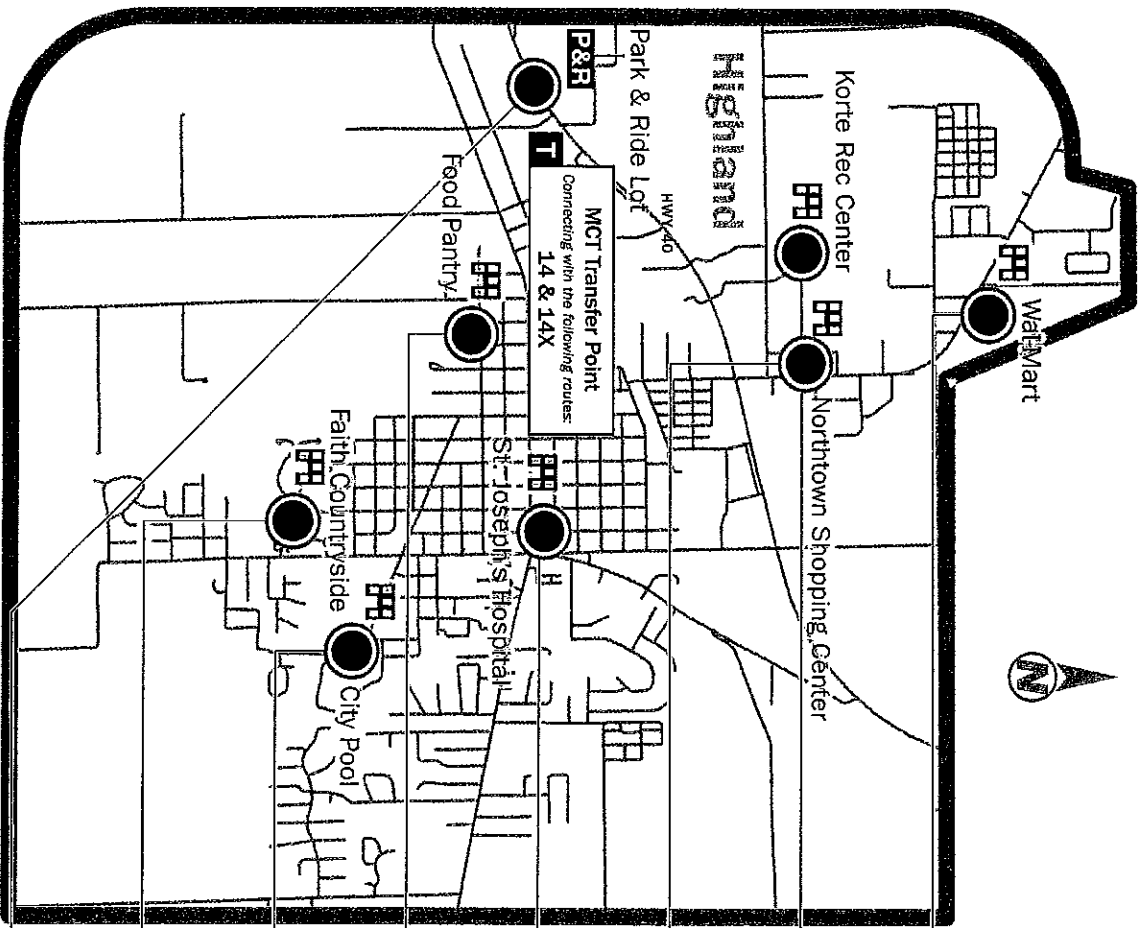 Park & Ride Lot
P&R
Highland
Korte Rec Center
WalMart
HWY 40
T
MCT Transfer Point
Connecting with the following routes:
14 & 14X
Food Pantry
Northtown Shopping Center
St. Joseph's Hospital
H
Faith Countryside
City Pool
N